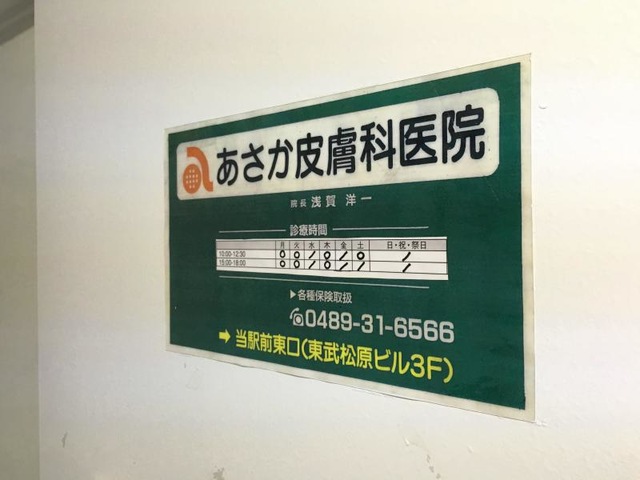 あさか皮膚科医院
院長 浅賀 洋一
診療時間
月 火 水 木 金 土 日・祝・祭日
10:00-12:30 〇 〇 / 〇 / 〇 /
15:00-18:00 〇 〇 / 〇 / / /
▶各種保険取扱
0489-31-6566
➡ 当駅前東口(東武松原ビル3F)